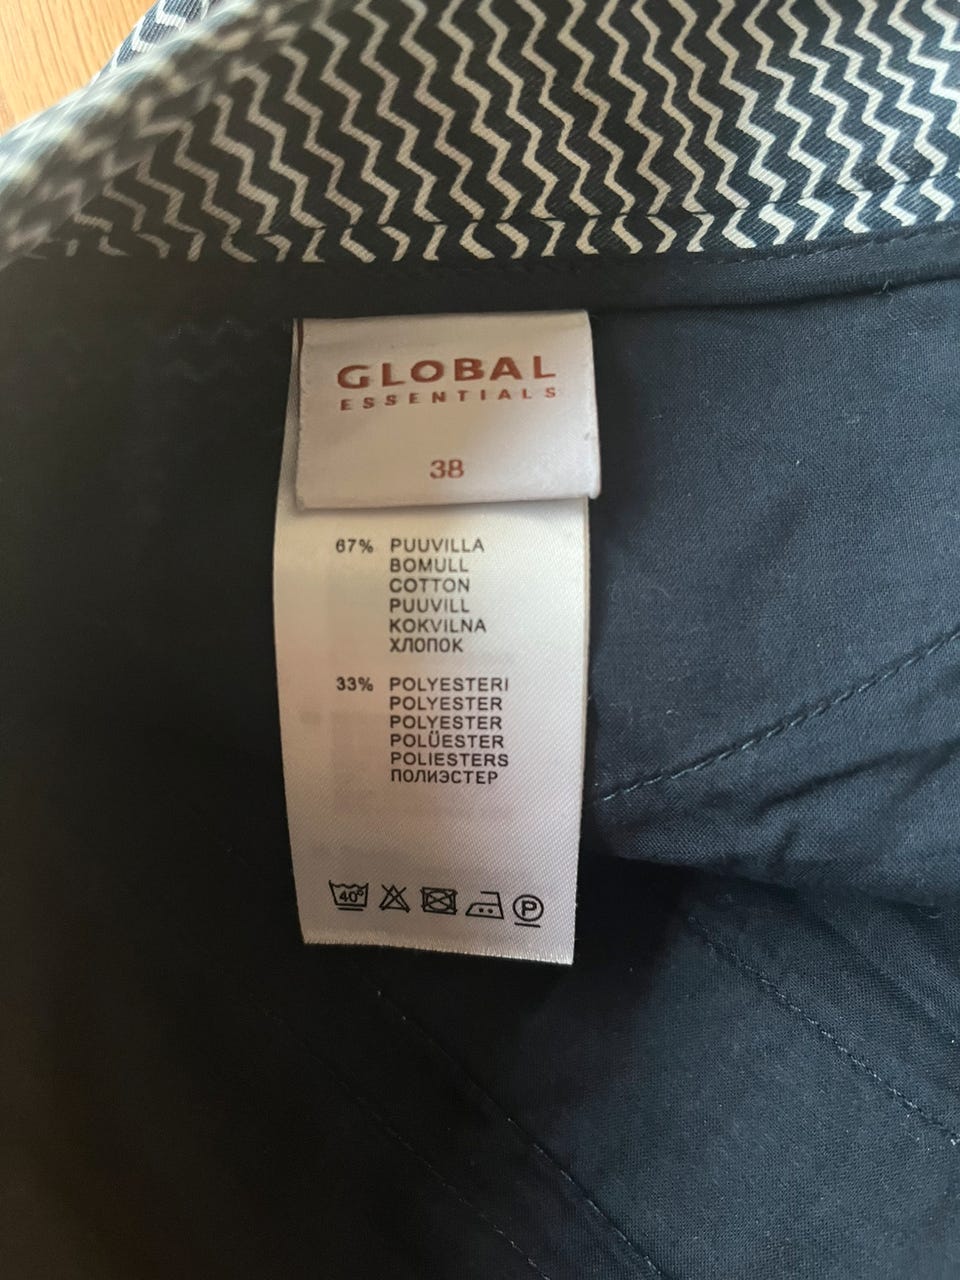 GLOBAL
ESSENTIALS
38
67% PUUVILLA
BOMULL
COTTON
PUUVILL
KOKVILNA
ХЛОПОК
33% POLYESTERI
POLYESTER
POLYESTER
POLÜESTER
POLIESTERS
ПОЛИЭСТЕР
40° P